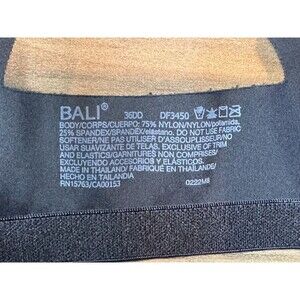 BALI® 36DD DF3450
BODY/CORPS/CUERPO: 75% NYLON/NYLON/poliamida,
25% SPANDEX/SPANDEX/elastano. DO NOT USE FABRIC
SOFTENER/NE PAS UTILISER D'ASSOUPLISSEUR/NO
USAR SUAVIZANTE DE TELAS. EXCLUSIVE OF TRIM
AND ELASTICS/GARNITURES NON COMPRISES/
EXCLUYENDO ACCESORIOS Y ELÁSTICOS.
MADE IN THAILAND/FABRIQUÉ EN THAÏLANDE/
HECHO EN TAILANDIA
RN15763/CA00153 0222M8